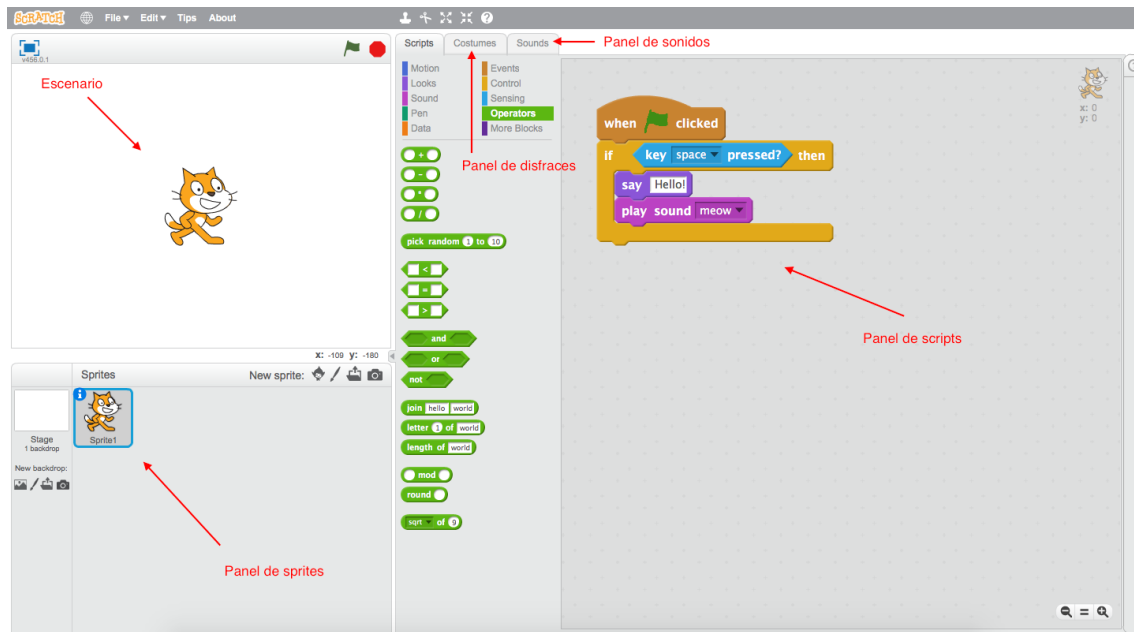 SCRATCH File Edit Tips About
v456.0.1
Escenario
X: -109 y: -180
Sprites New sprite:
Stage
1 backdrop
Sprite1
New backdrop:
Panel de sprites
Scripts Costumes Sounds
Panel de sonidos
Motion Events
Looks Control
Sound Sensing
Pen Operators
Data More Blocks
Panel de disfraces
+
-
*
/
pick random 1 to 10
<
=
>
and
or
not
join hello world
letter 1 of world
length of world
mod
round
sqrt of 9
when clicked
if key space pressed? then
say Hello!
play sound meow
x: 0
y: 0
Panel de scripts